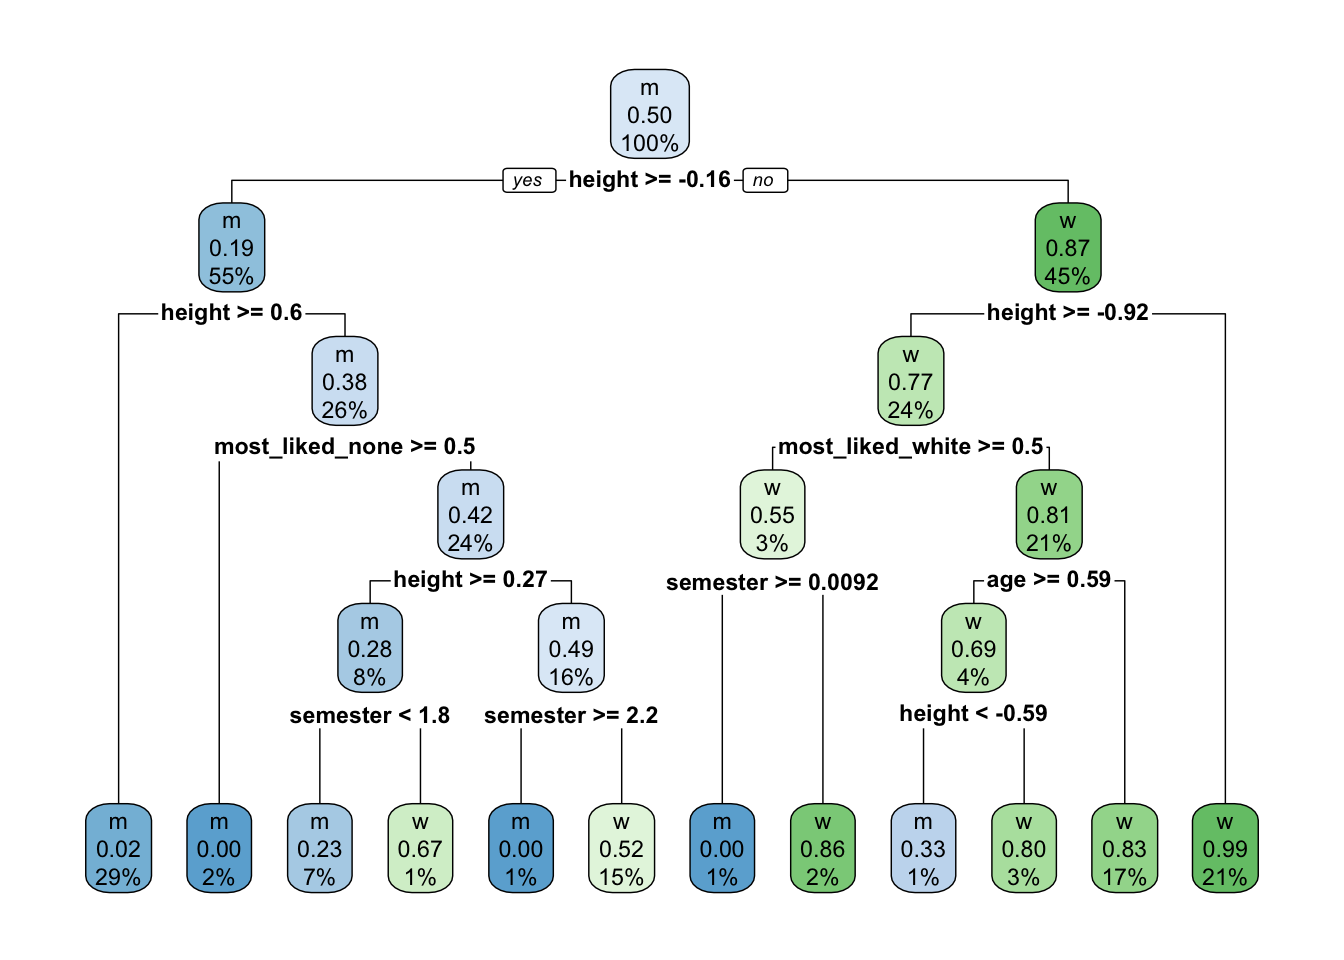 m
0.50
100%
yes
height >= -0.16
no
m
0.19
55%
w
0.87
45%
height >= 0.6
height >= -0.92
m
0.38
26%
w
0.77
24%
most_liked_none >= 0.5
most_liked_white >= 0.5
m
0.42
24%
w
0.55
3%
w
0.81
21%
height >= 0.27
semester >= 0.0092
age >= 0.59
m
0.28
8%
m
0.49
16%
w
0.69
4%
semester < 1.8
semester >= 2.2
height < -0.59
m
0.02
29%
m
0.00
2%
m
0.23
7%
w
0.67
1%
m
0.00
1%
w
0.52
15%
m
0.00
1%
w
0.86
2%
m
0.33
1%
w
0.80
3%
w
0.83
17%
w
0.99
21%